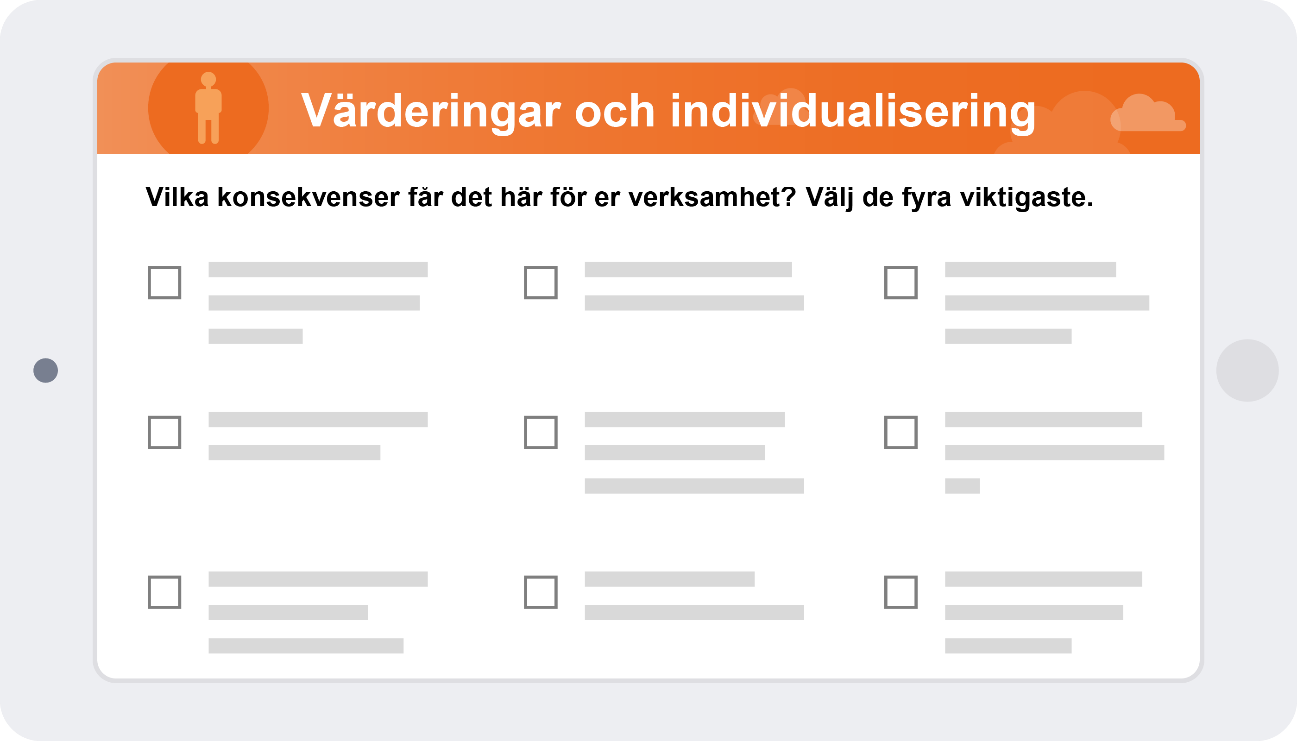 Värderingar och individualisering
Vilka konsekvenser får det här för er verksamhet? Välj de fyra viktigaste.